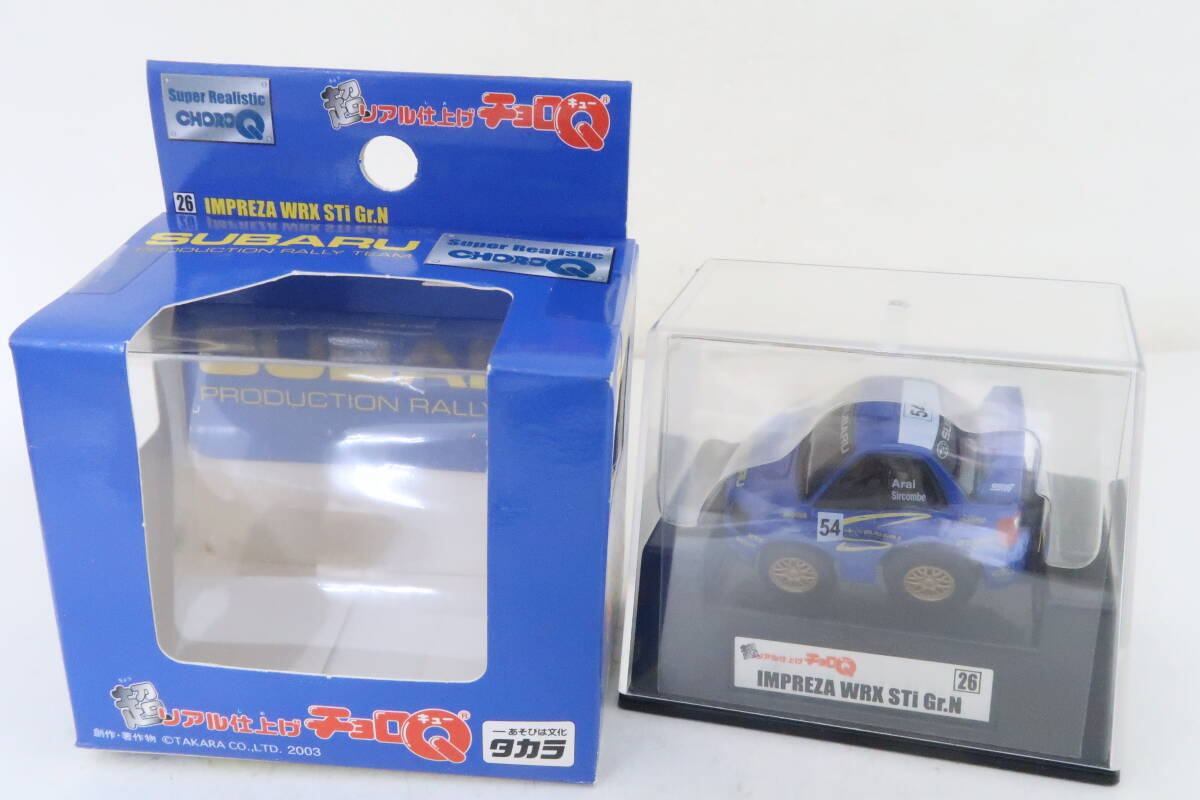 Super Realistic
CHOROQ
超リアル仕上げ チョロQ
キュー
26 IMPREZA WRX STi Gr.N
SUBARU
PRODUCTION RALLY TEAM
Super Realistic
CHOROQ
SUBARU
PRODUCTION RALLY
超リアル仕上げ チョロQ
キュー
創作・著作物 ©TAKARA CO.,LTD. 2003
あそびは文化
タカラ
54
SUBARU
Arai
Sircombe
54
超リアル仕上げ チョロQ
26
IMPREZA WRX STi Gr.N